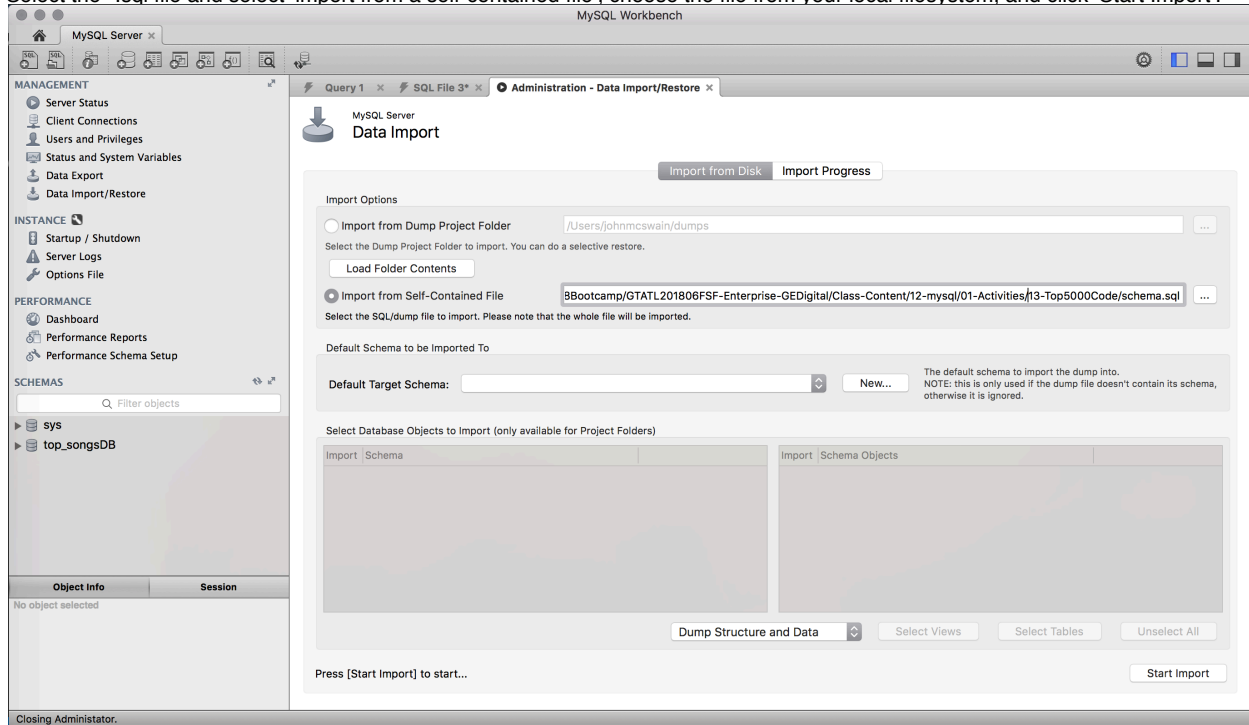 Select the *.sql file and select 'import from a self-contained file', choose the file from your local filesystem, and click 'Start Import'.
MySQL Workbench
MySQL Server ×
MANAGEMENT
Server Status
Client Connections
Users and Privileges
Status and System Variables
Data Export
Data Import/Restore
INSTANCE
Startup / Shutdown
Server Logs
Options File
PERFORMANCE
Dashboard
Performance Reports
Performance Schema Setup
SCHEMAS
Filter objects
sys
top_songsDB
Object Info Session
No object selected
Query 1 × SQL File 3* × Administration - Data Import/Restore ×
MySQL Server
Data Import
Import from Disk Import Progress
Import Options
Import from Dump Project Folder /Users/johnmcswain/dumps ...
Select the Dump Project Folder to import. You can do a selective restore.
Load Folder Contents
Import from Self-Contained File 8Bootcamp/GTATL201806FSF-Enterprise-GEDigital/Class-Content/12-mysql/01-Activities/13-Top5000Code/schema.sql ...
Select the SQL/dump file to import. Please note that the whole file will be imported.
Default Schema to be Imported To
Default Target Schema: New...
The default schema to import the dump into.
NOTE: this is only used if the dump file doesn't contain its schema,
otherwise it is ignored.
Select Database Objects to Import (only available for Project Folders)
Import Schema
Import Schema Objects
Dump Structure and Data Select Views Select Tables Unselect All
Press [Start Import] to start... Start Import
Closing Administator.